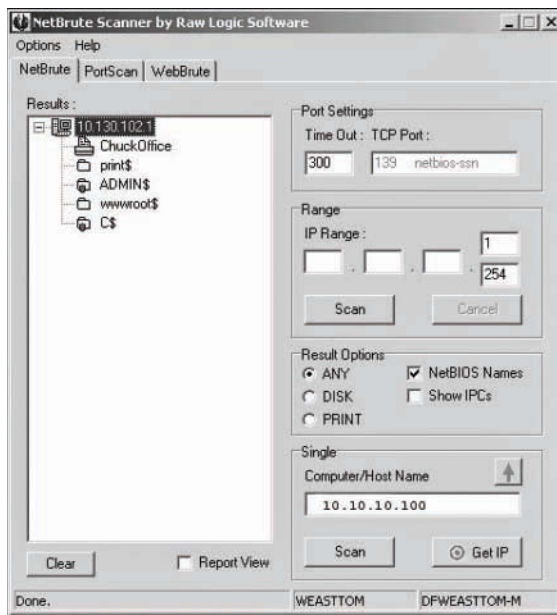 NetBrute Scanner by Raw Logic Software
Options Help
NetBrute PortScan WebBrute
Results :
10.130.102.1
ChuckOffice
print$
ADMIN$
wwwroot$
C$
Clear
Report View
Port Settings
Time Out : TCP Port :
300 139 netbios-ssn
Range
IP Range :
. . . 1
254
Scan Cancel
Result Options
ANY NetBIOS Names
DISK Show IPCs
PRINT
Single
Computer/Host Name
10.10.10.100
Scan Get IP
Done. WEASTTOM DFWEASTTOM-M